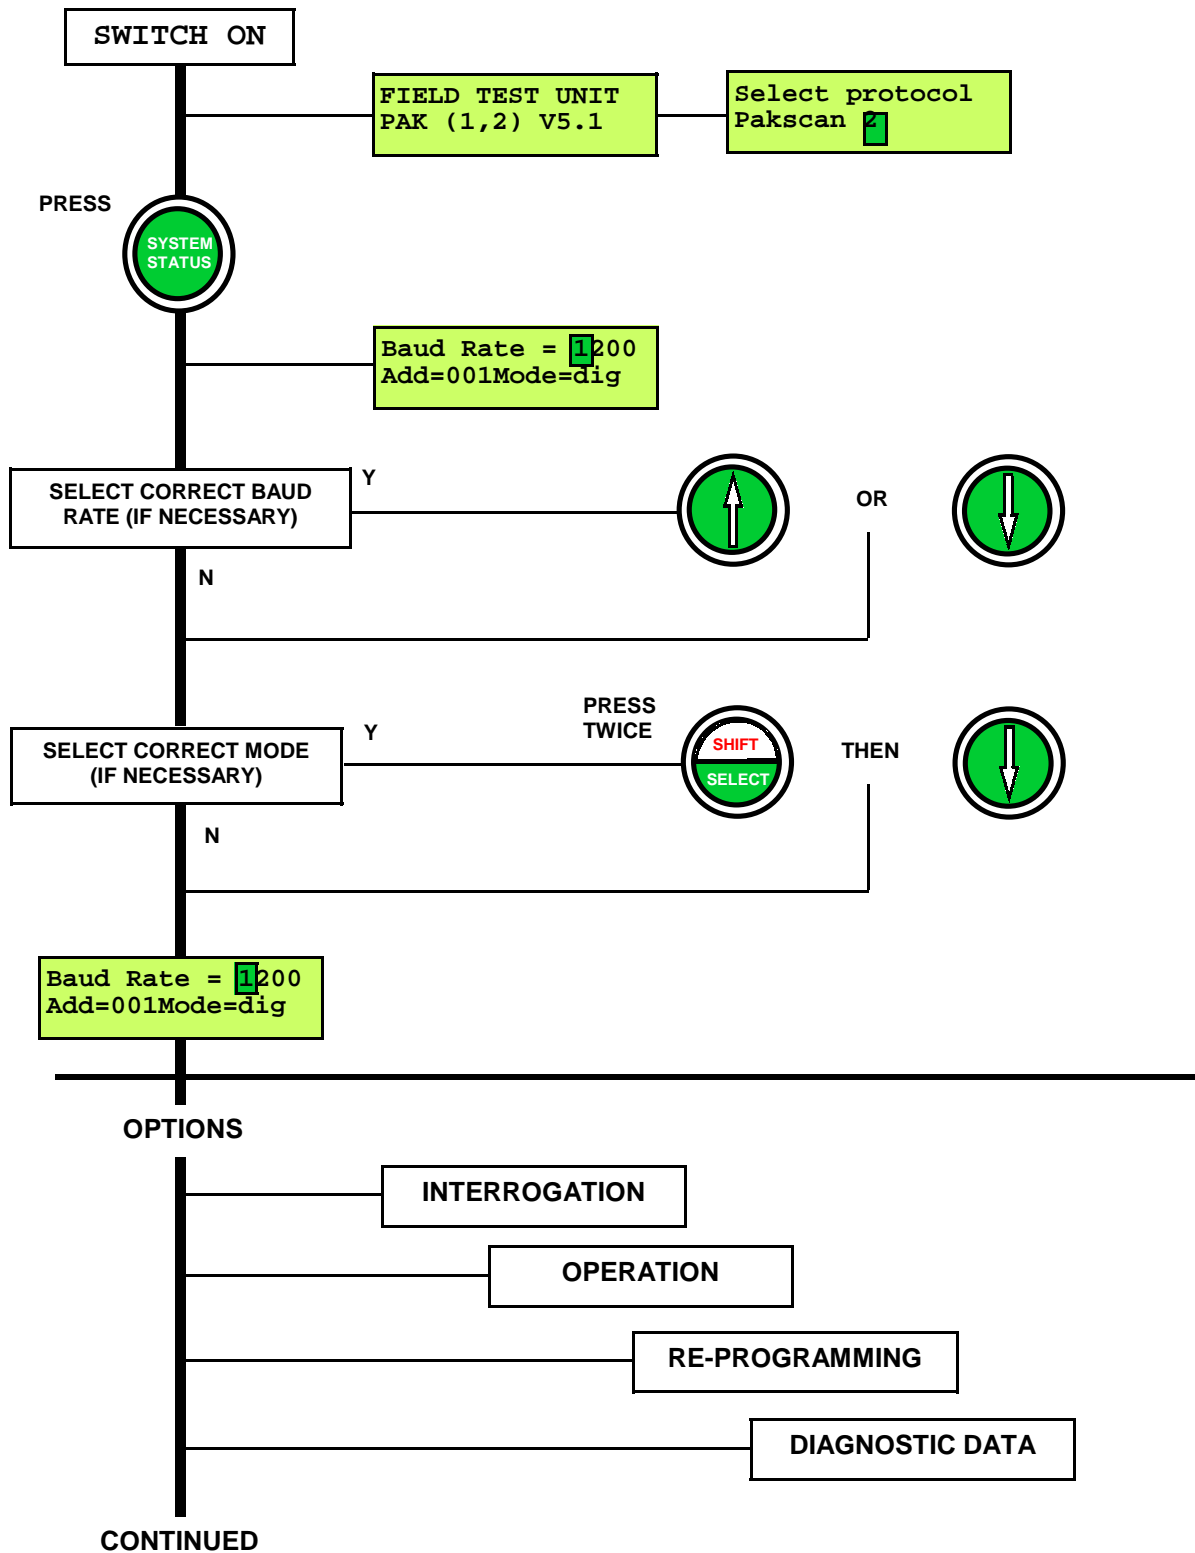 SWITCH ON
FIELD TEST UNIT
PAK (1,2) V5.1
Select protocol
Pakscan 2
PRESS
SYSTEM
STATUS
Baud Rate = 1200
Add=001Mode=dig
SELECT CORRECT BAUD
RATE (IF NECESSARY)
Y
OR
N
SELECT CORRECT MODE
(IF NECESSARY)
Y
PRESS
TWICE
SHIFT
SELECT
THEN
N
Baud Rate = 1200
Add=001Mode=dig
OPTIONS
INTERROGATION
OPERATION
RE-PROGRAMMING
DIAGNOSTIC DATA
CONTINUED